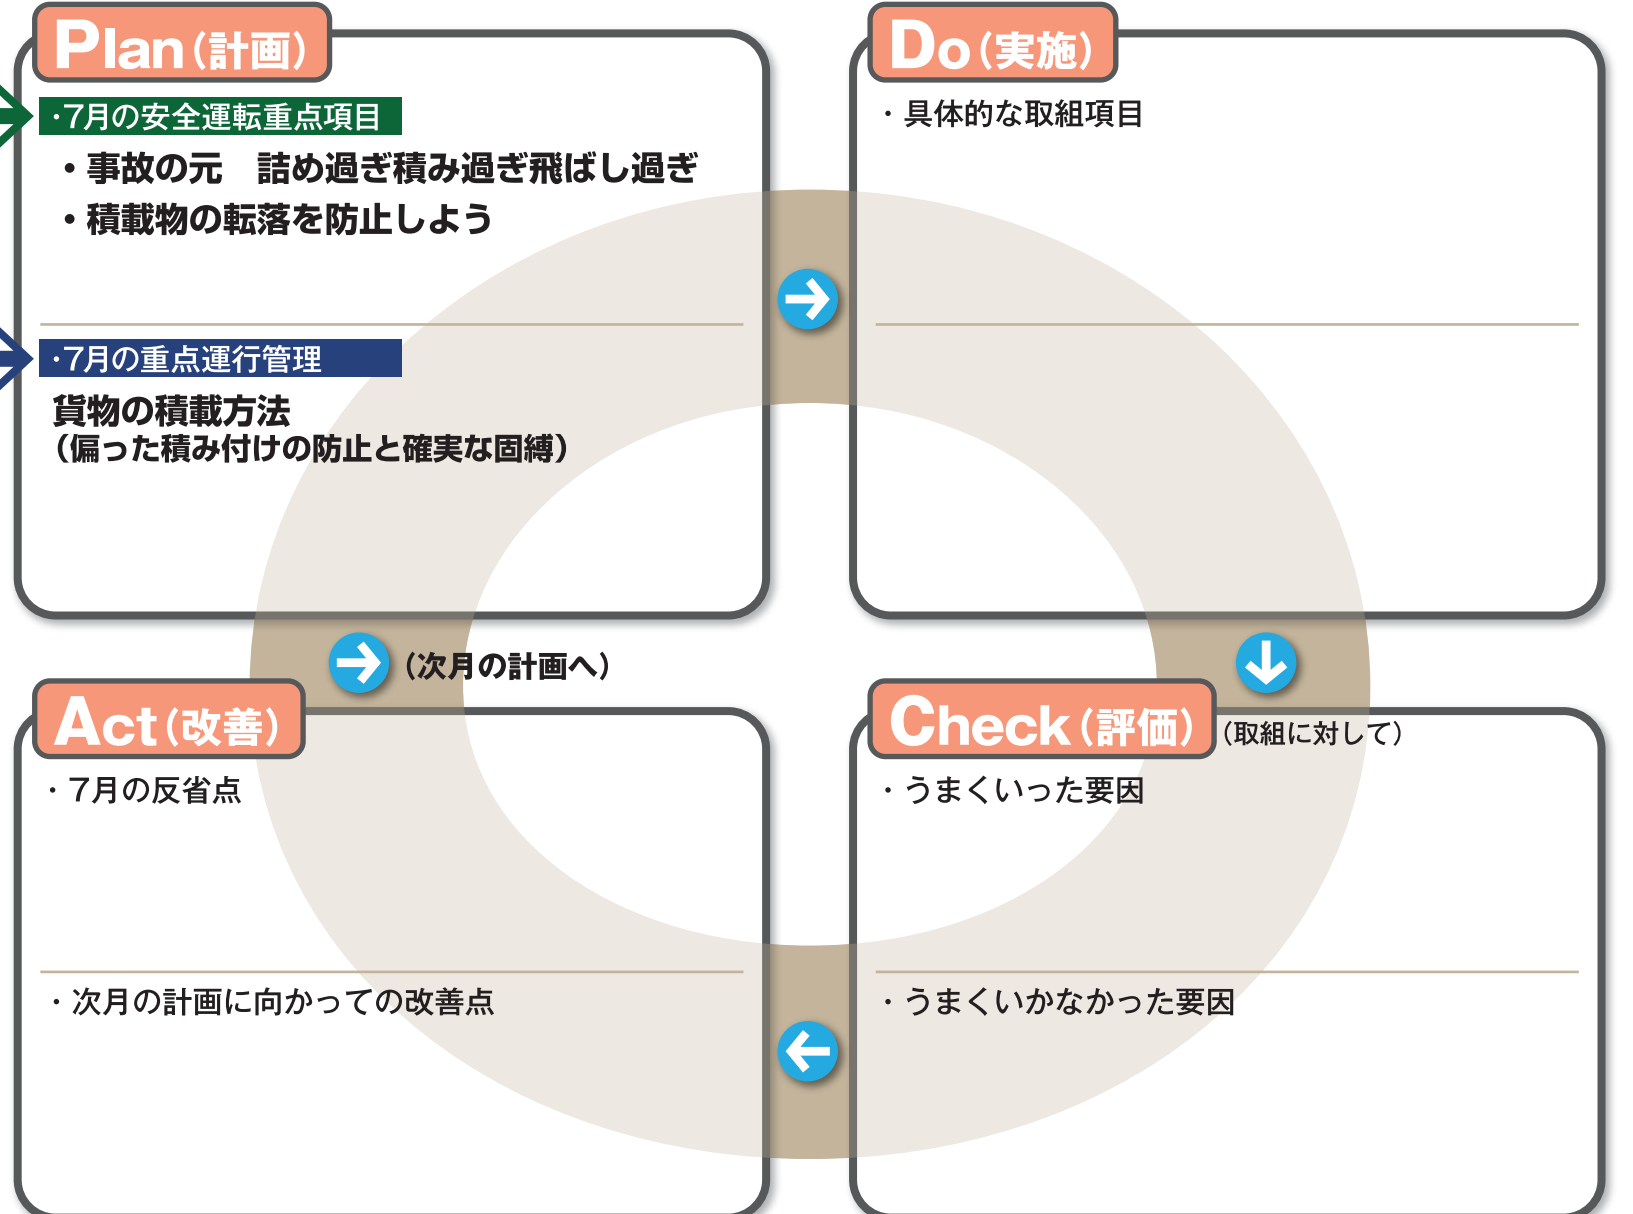 Plan（計画）
・7月の安全運転重点項目
・事故の元　詰め過ぎ積み過ぎ飛ばし過ぎ
・積載物の転落を防止しよう
・7月の重点運行管理
貨物の積載方法
（偏った積み付けの防止と確実な固縛）
Do（実施）
・具体的な取組項目
Check（評価）（取組に対して）
・うまくいった要因
・うまくいかなかった要因
（次月の計画へ）
Act（改善）
・7月の反省点
・次月の計画に向かっての改善点